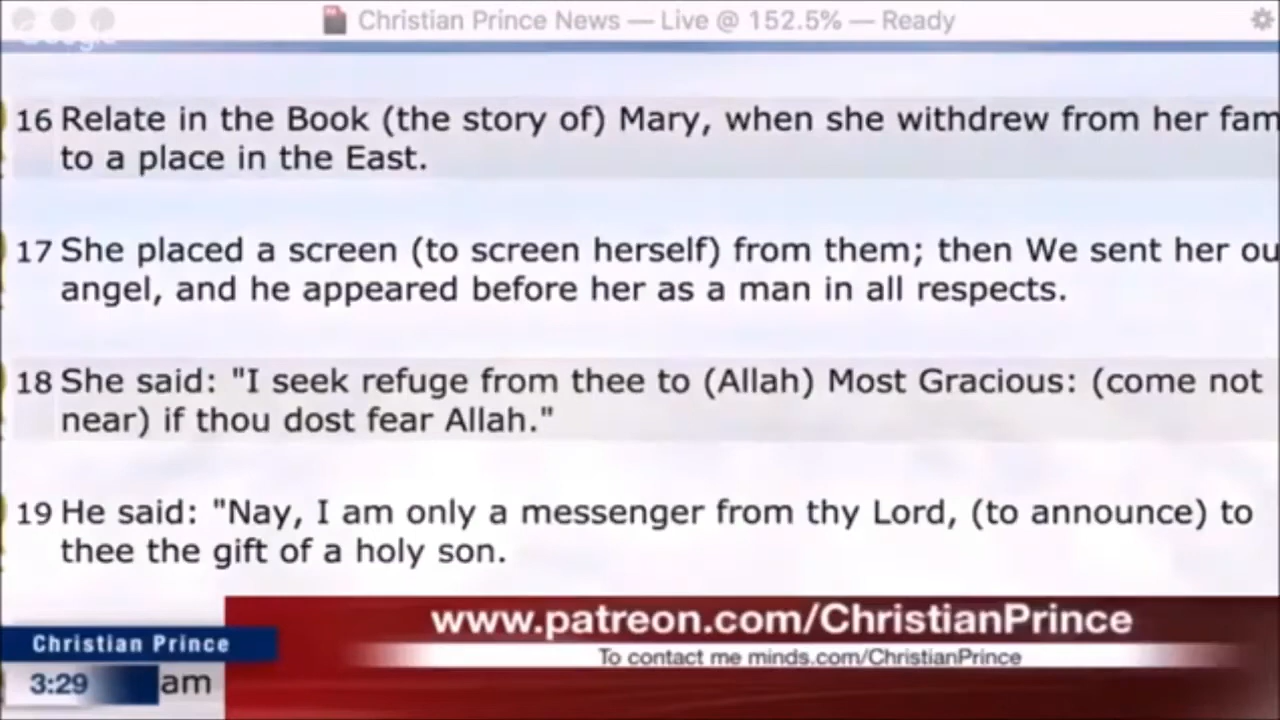 Christian Prince News — Live @ 152.5% — Ready
16 Relate in the Book (the story of) Mary, when she withdrew from her fam
to a place in the East.
17 She placed a screen (to screen herself) from them; then We sent her ou
angel, and he appeared before her as a man in all respects.
18 She said: "I seek refuge from thee to (Allah) Most Gracious: (come not
near) if thou dost fear Allah."
19 He said: "Nay, I am only a messenger from thy Lord, (to announce) to
thee the gift of a holy son.
www.patreon.com/ChristianPrince
Christian Prince
To contact me minds.com/ChristianPrince
3:29 am